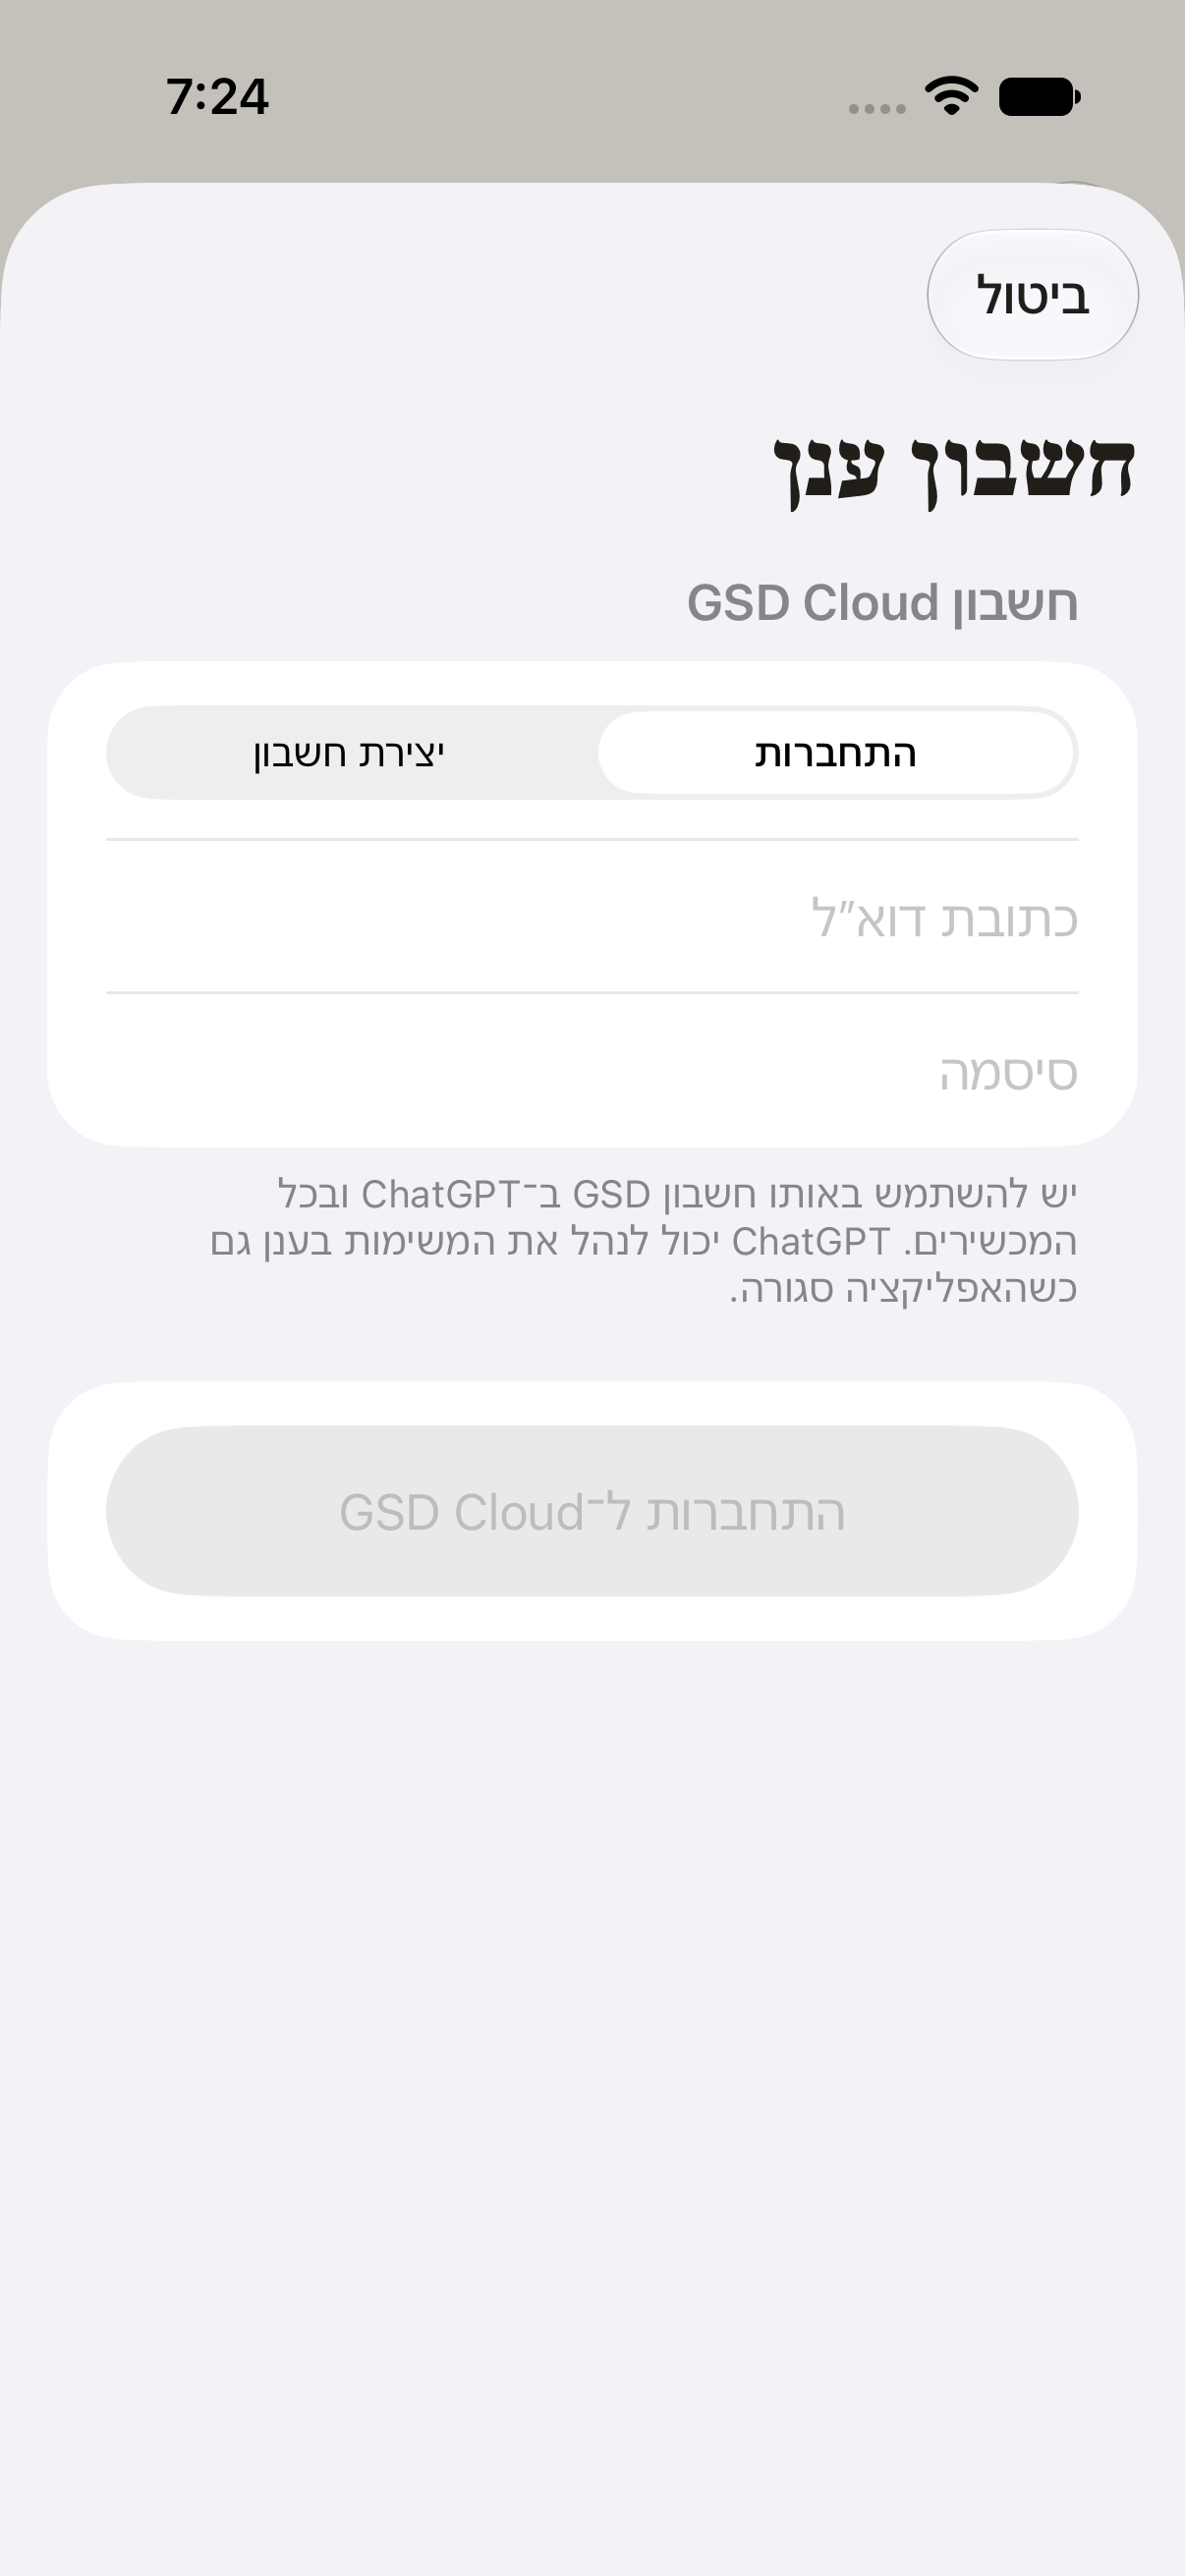 7:24
ביטול
חשבון ענן
חשבון GSD Cloud
התחברות
יצירת חשבון
כתובת דוא״ל
סיסמה
יש להשתמש באותו חשבון GSD ב־ChatGPT ובכל
המכשירים. ChatGPT יכול לנהל את המשימות בענן גם
כשהאפליקציה סגורה.
התחברות ל־GSD Cloud